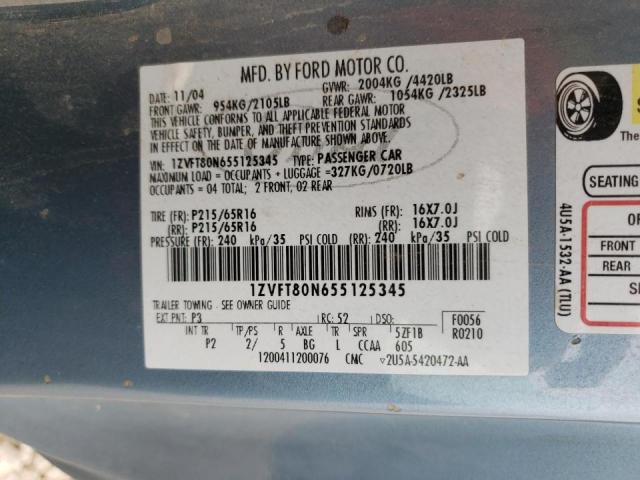 MFD. BY FORD MOTOR CO.
DATE: 11/04 GVWR: 2004KG /4420LB
FRONT GAWR: 954KG/2105LB REAR GAWR: 1054KG /2325LB
THIS VEHICLE CONFORMS TO ALL APPLICABLE FEDERAL MOTOR
VEHICLE SAFETY, BUMPER, AND THEFT PREVENTION STANDARDS
IN EFFECT ON THE DATE OF MANUFACTURE SHOWN ABOVE.
VIN: 1ZVFT80N655125345 TYPE: PASSENGER CAR
MAXIMUM LOAD = OCCUPANTS + LUGGAGE =327KG/0720LB
OCCUPANTS = 04 TOTAL; 2 FRONT, 02 REAR
TIRE (FR): P215/65R16 RIMS (FR): 16X7.0J
(RR): P215/65R16 (RR): 16X7.0J
PRESSURE (FR): 240 kPa/35 PSI COLD (RR): 240 kPa/35 PSI COLD
1ZVFT80N655125345
TRAILER TOWING - SEE OWNER GUIDE
EXT PNT: P3 RC: 52 DSO: F0056
INT TR TP/PS R AXLE TR SPR 5ZF1B R0210
P2 2/ 5 BG L CCAA 605
1200411200076 CMC 2U5A-5420472-AA
4U5A-1532-AA (TLU)
SEATING
FRONT
REAR